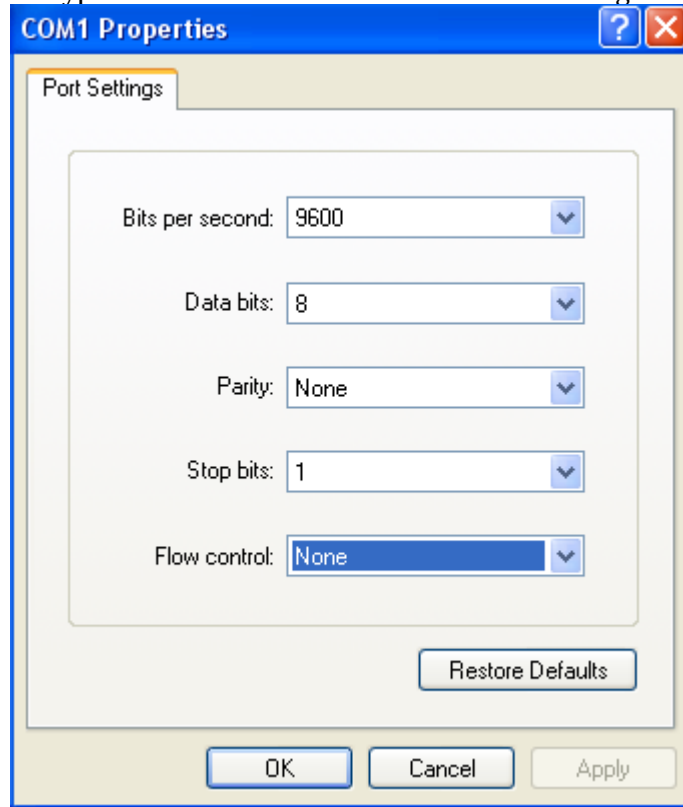 COM1 Properties
Port Settings
Bits per second: 9600
Data bits: 8
Parity: None
Stop bits: 1
Flow control: None
Restore Defaults
OK Cancel Apply